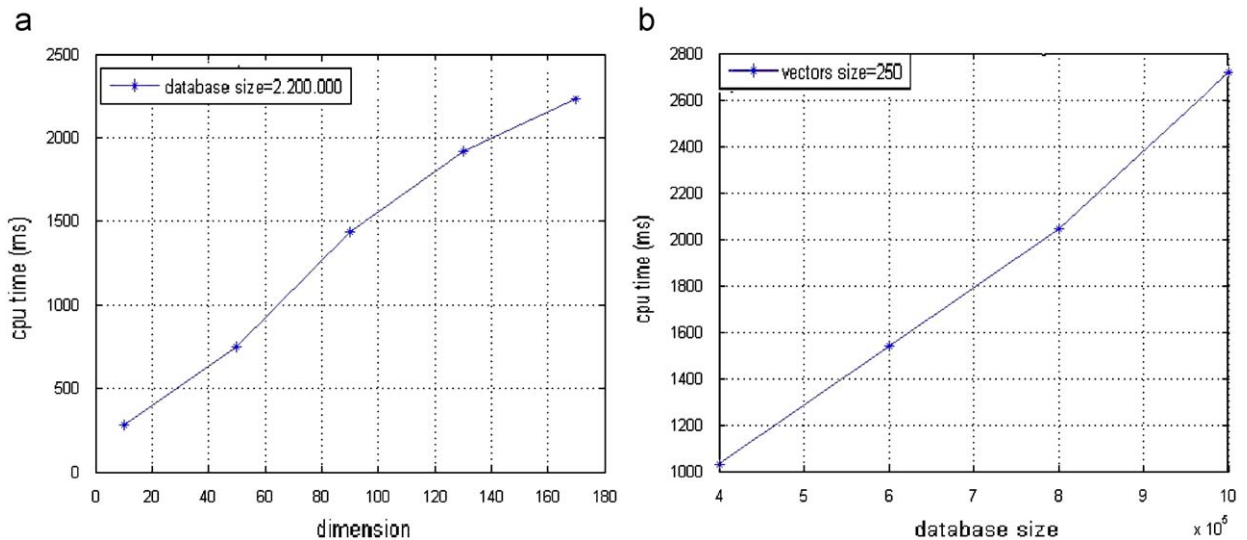 a
2500
database size=2.200.000
2000
1500
1000
500
0
cpu time (ms)
0 20 40 60 80 100 120 140 160 180
dimension
b
2800
vectors size=250
2600
2400
2200
2000
1800
1600
1400
1200
1000
cpu time (ms)
4 5 6 7 8 9 10
database size
x 10⁵